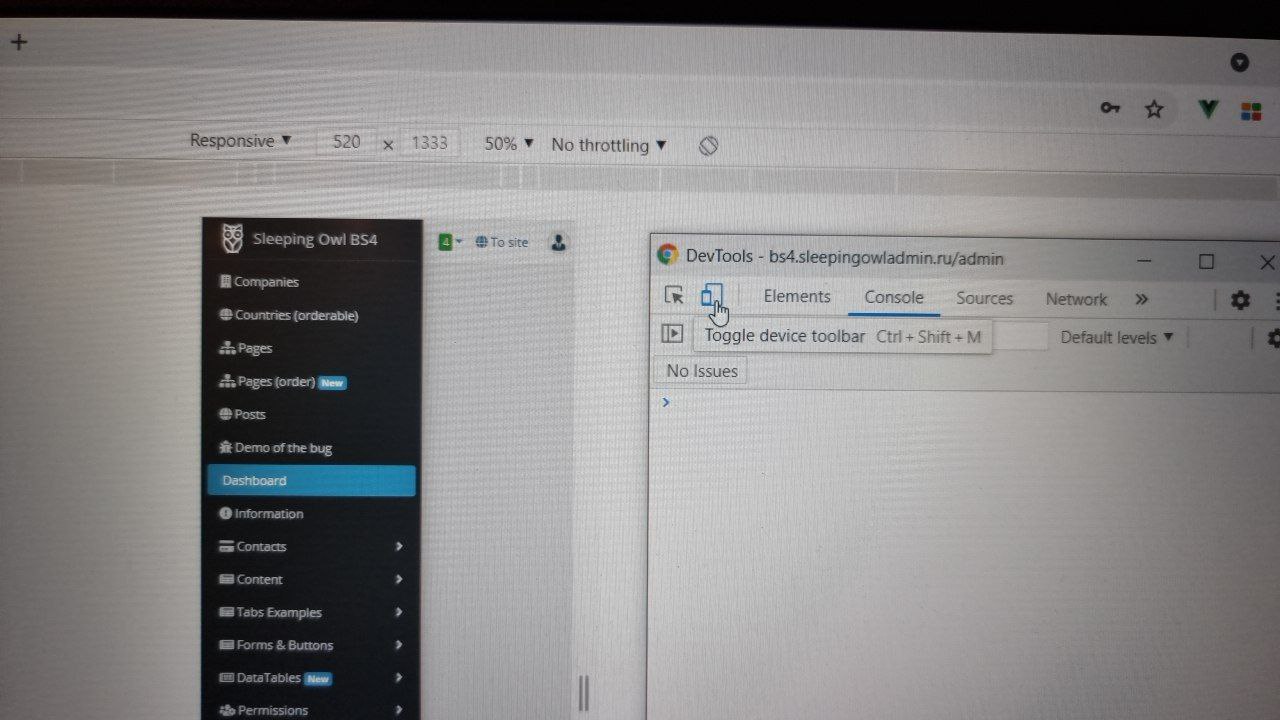 Responsive 520 × 1333 50% No throttling
Sleeping Owl BS4
4 To site
Companies
Countries (orderable)
Pages
Pages (order) New
Posts
Demo of the bug
Dashboard
Information
Contacts
Content
Tabs Examples
Forms & Buttons
DataTables New
Permissions
DevTools - bs4.sleepingowladmin.ru/admin
Elements Console Sources Network »
Toggle device toolbar Ctrl + Shift + M
Default levels
No Issues